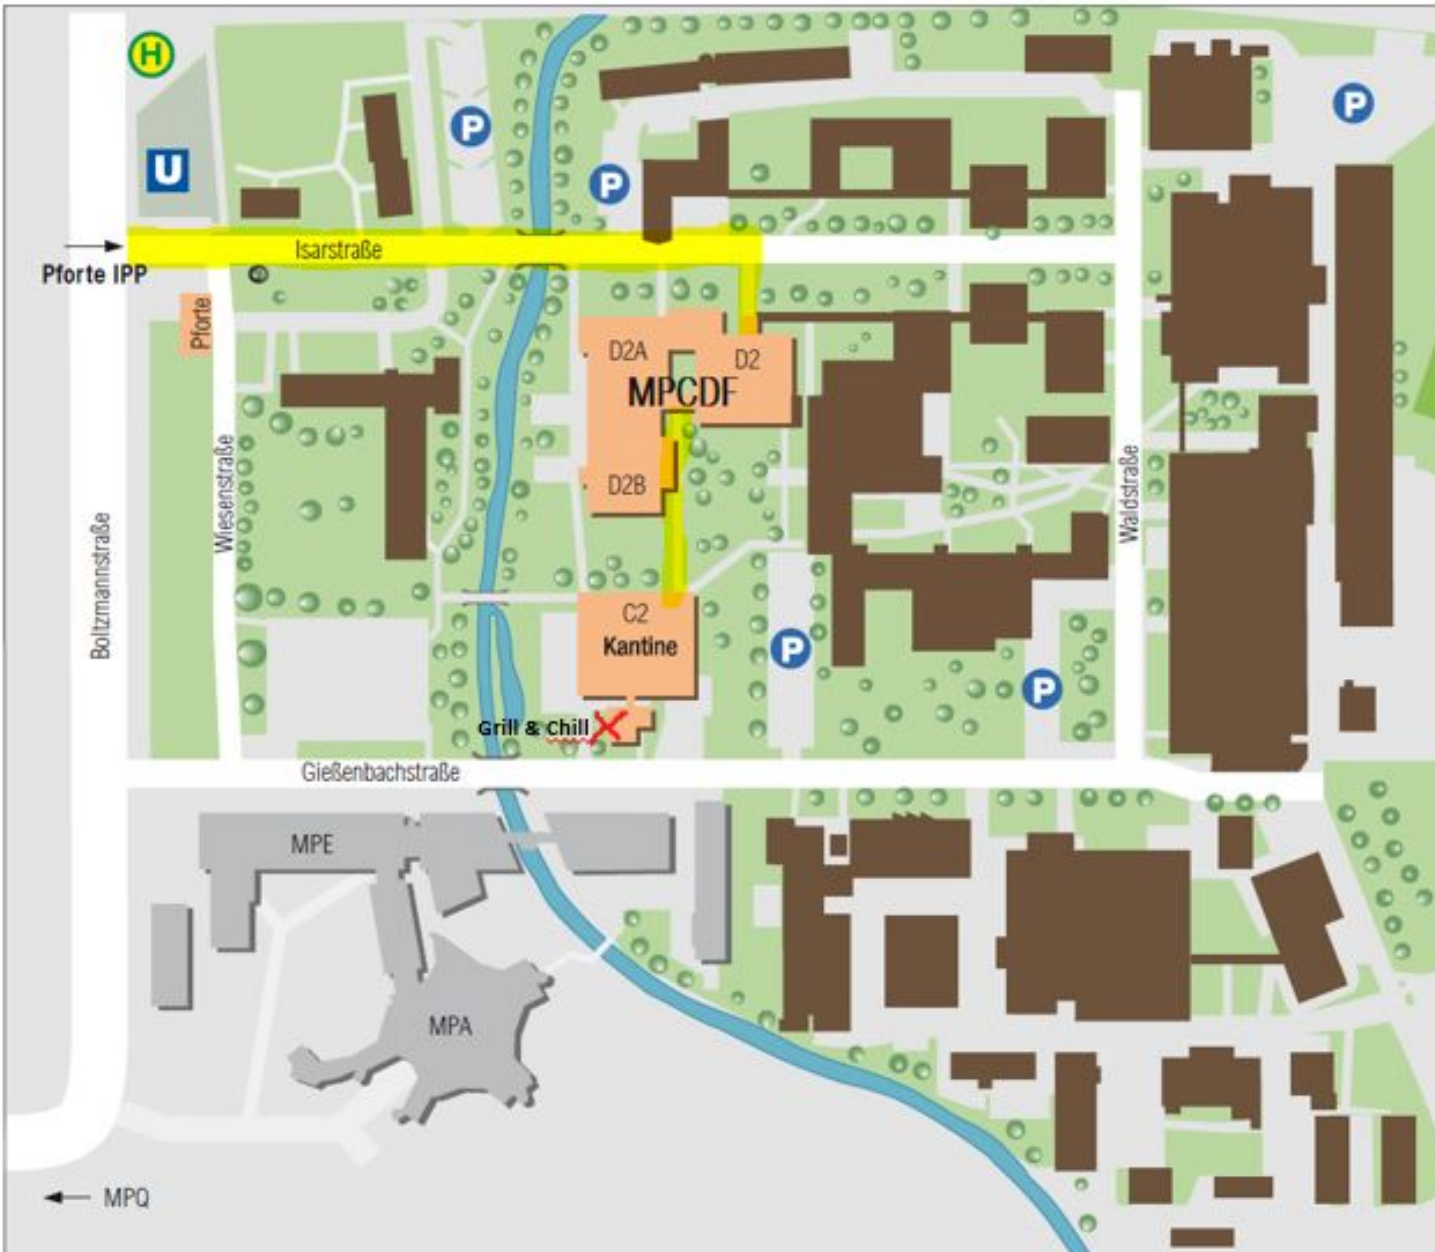 H
P
P
P
U
Isarstraße
Pforte IPP
Pforte
D2A
D2
MPCDF
D2B
Wiesenstraße
Waldstraße
Boltzmannstraße
C2
Kantine
P
P
Grill & Chill
Gießenbachstraße
MPE
MPA
MPQ